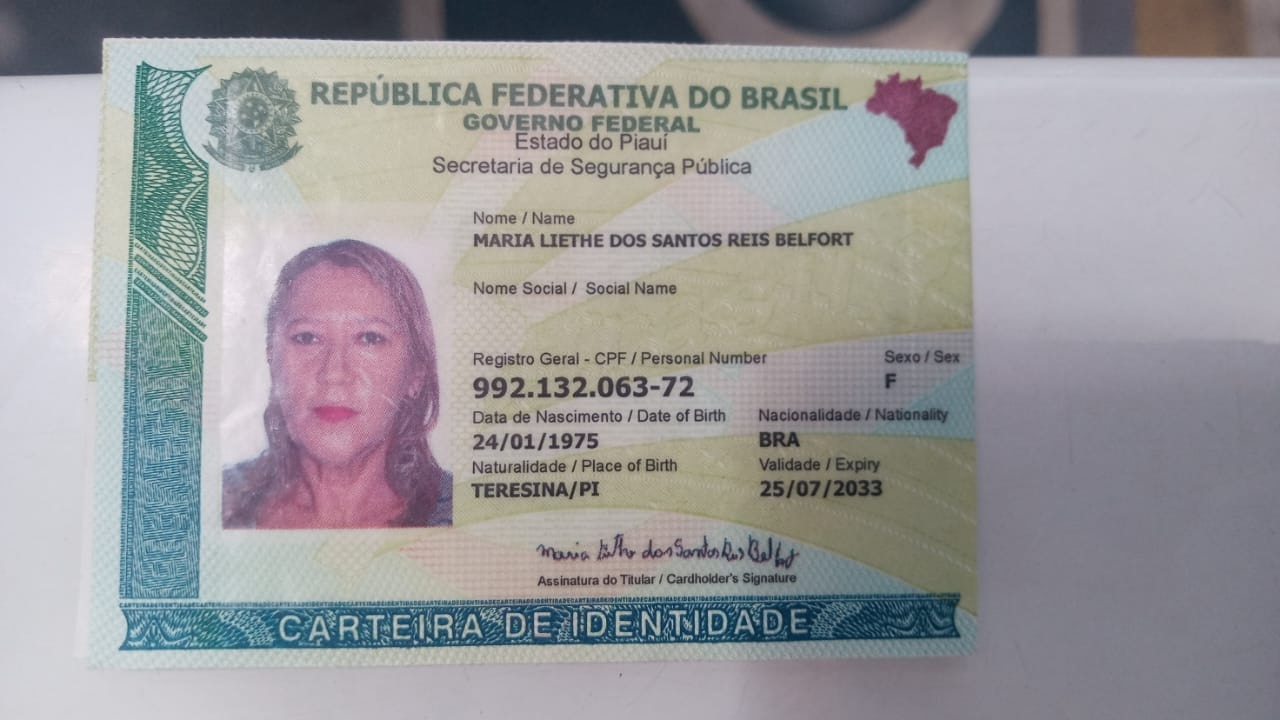 REPÚBLICA FEDERATIVA DO BRASIL
GOVERNO FEDERAL
Estado do Piauí
Secretaria de Segurança Pública
Nome / Name
MARIA LIETHE DOS SANTOS REIS BELFORT
Nome Social / Social Name
Registro Geral - CPF / Personal Number
Sexo / Sex
992.132.063-72
F
Data de Nascimento / Date of Birth
Nacionalidade / Nationality
24/01/1975
BRA
Naturalidade / Place of Birth
Validade / Expiry
TERESINA/PI
25/07/2033
Maria Liethe dos Santos Reis Belfort
Assinatura do Titular / Cardholder's Signature
CARTEIRA DE IDENTIDADE